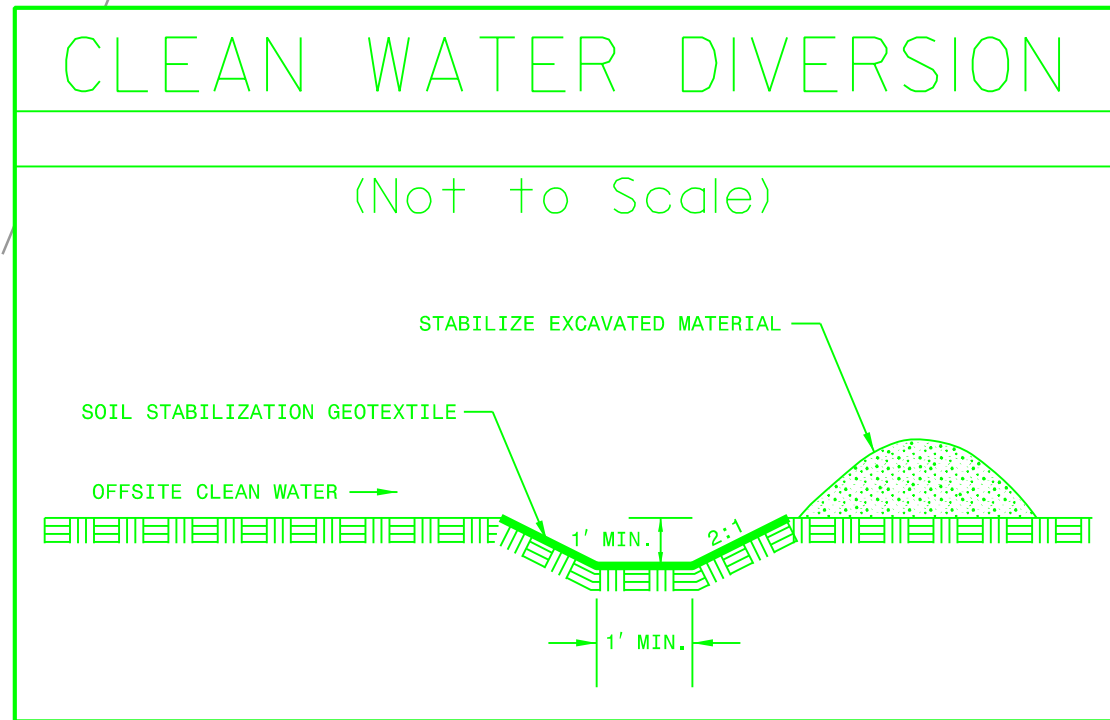 CLEAN WATER DIVERSION
(Not to Scale)
STABILIZE EXCAVATED MATERIAL
SOIL STABILIZATION GEOTEXTILE
OFFSITE CLEAN WATER
1' MIN.
2:1
1' MIN.